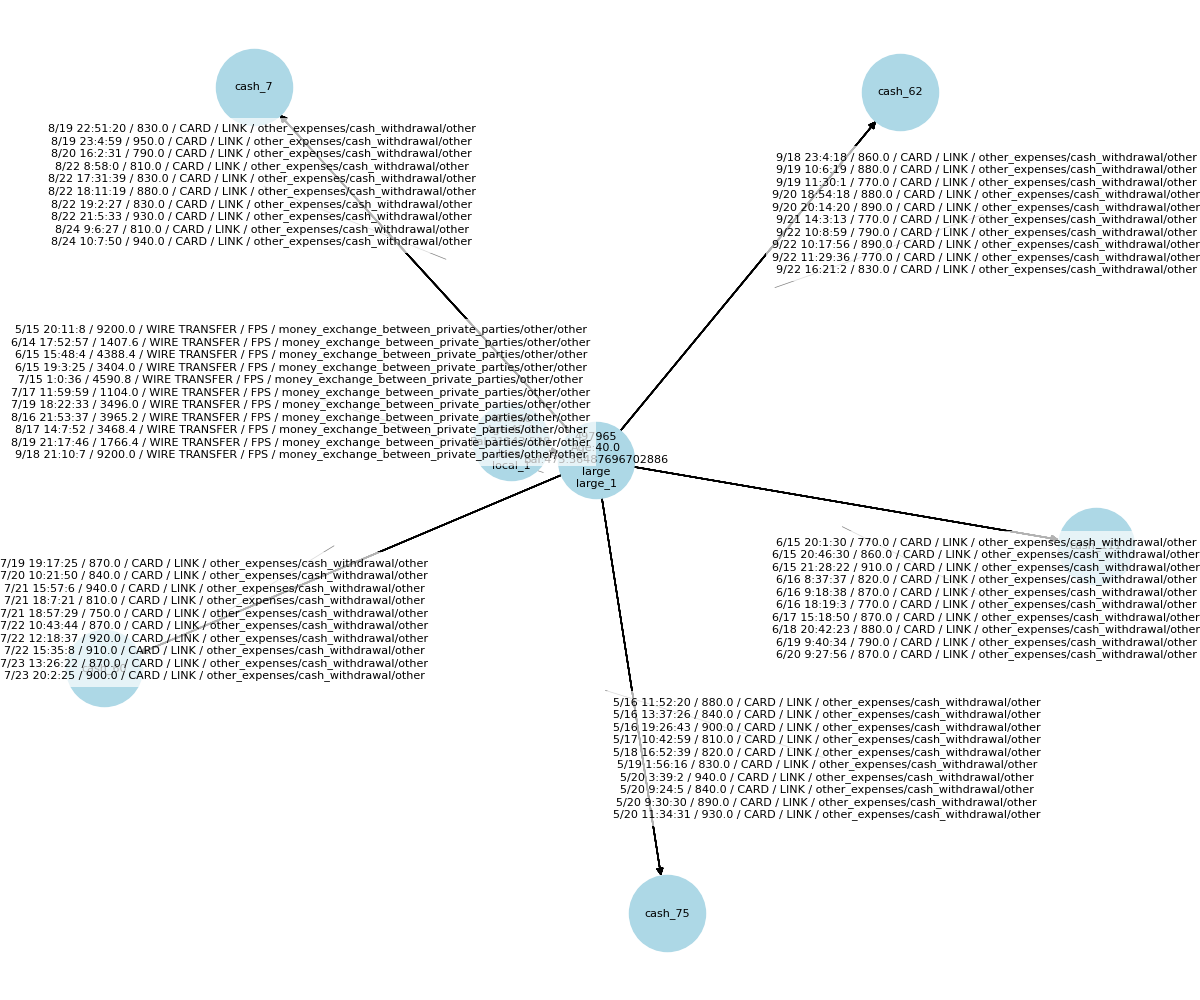 cash_7
cash_62
8/19 22:51:20 / 830.0 / CARD / LINK / other_expenses/cash_withdrawal/other
8/19 23:4:59 / 950.0 / CARD / LINK / other_expenses/cash_withdrawal/other
8/20 16:2:31 / 790.0 / CARD / LINK / other_expenses/cash_withdrawal/other
8/22 8:58:0 / 810.0 / CARD / LINK / other_expenses/cash_withdrawal/other
8/22 17:31:39 / 830.0 / CARD / LINK / other_expenses/cash_withdrawal/other
8/22 18:11:19 / 880.0 / CARD / LINK / other_expenses/cash_withdrawal/other
8/22 19:2:27 / 830.0 / CARD / LINK / other_expenses/cash_withdrawal/other
8/22 21:5:33 / 930.0 / CARD / LINK / other_expenses/cash_withdrawal/other
8/24 9:6:27 / 810.0 / CARD / LINK / other_expenses/cash_withdrawal/other
8/24 10:7:50 / 940.0 / CARD / LINK / other_expenses/cash_withdrawal/other
9/18 23:4:18 / 860.0 / CARD / LINK / other_expenses/cash_withdrawal/other
9/19 10:6:19 / 880.0 / CARD / LINK / other_expenses/cash_withdrawal/other
9/19 11:30:1 / 770.0 / CARD / LINK / other_expenses/cash_withdrawal/other
9/20 18:54:18 / 880.0 / CARD / LINK / other_expenses/cash_withdrawal/other
9/20 20:14:20 / 890.0 / CARD / LINK / other_expenses/cash_withdrawal/other
9/21 14:3:13 / 770.0 / CARD / LINK / other_expenses/cash_withdrawal/other
9/22 10:8:59 / 790.0 / CARD / LINK / other_expenses/cash_withdrawal/other
9/22 10:17:56 / 890.0 / CARD / LINK / other_expenses/cash_withdrawal/other
9/22 11:29:36 / 770.0 / CARD / LINK / other_expenses/cash_withdrawal/other
9/22 16:21:2 / 830.0 / CARD / LINK / other_expenses/cash_withdrawal/other
5/15 20:11:8 / 9200.0 / WIRE TRANSFER / FPS / money_exchange_between_private_parties/other/other
6/14 17:52:57 / 1407.6 / WIRE TRANSFER / FPS / money_exchange_between_private_parties/other/other
6/15 15:48:4 / 4388.4 / WIRE TRANSFER / FPS / money_exchange_between_private_parties/other/other
6/15 19:3:25 / 3404.0 / WIRE TRANSFER / FPS / money_exchange_between_private_parties/other/other
7/15 1:0:36 / 4590.8 / WIRE TRANSFER / FPS / money_exchange_between_private_parties/other/other
7/17 11:59:59 / 1104.0 / WIRE TRANSFER / FPS / money_exchange_between_private_parties/other/other
7/19 18:22:33 / 3496.0 / WIRE TRANSFER / FPS / money_exchange_between_private_parties/other/other
8/16 21:53:37 / 3965.2 / WIRE TRANSFER / FPS / money_exchange_between_private_parties/other/other
8/17 14:7:52 / 3468.4 / WIRE TRANSFER / FPS / money_exchange_between_private_parties/other/other
8/19 21:17:46 / 1766.4 / WIRE TRANSFER / FPS / money_exchange_between_private_parties/other/other
9/18 21:10:7 / 9200.0 / WIRE TRANSFER / FPS / money_exchange_between_private_parties/other/other
local_1
large
large_1
7/19 19:17:25 / 870.0 / CARD / LINK / other_expenses/cash_withdrawal/other
7/20 10:21:50 / 840.0 / CARD / LINK / other_expenses/cash_withdrawal/other
7/21 15:57:6 / 940.0 / CARD / LINK / other_expenses/cash_withdrawal/other
7/21 18:7:21 / 810.0 / CARD / LINK / other_expenses/cash_withdrawal/other
7/21 18:57:29 / 750.0 / CARD / LINK / other_expenses/cash_withdrawal/other
7/22 10:43:44 / 870.0 / CARD / LINK / other_expenses/cash_withdrawal/other
7/22 12:18:37 / 920.0 / CARD / LINK / other_expenses/cash_withdrawal/other
7/22 15:35:8 / 910.0 / CARD / LINK / other_expenses/cash_withdrawal/other
7/23 13:26:22 / 870.0 / CARD / LINK / other_expenses/cash_withdrawal/other
7/23 20:2:25 / 900.0 / CARD / LINK / other_expenses/cash_withdrawal/other
6/15 20:1:30 / 770.0 / CARD / LINK / other_expenses/cash_withdrawal/other
6/15 20:46:30 / 860.0 / CARD / LINK / other_expenses/cash_withdrawal/other
6/15 21:28:22 / 910.0 / CARD / LINK / other_expenses/cash_withdrawal/other
6/16 8:37:37 / 820.0 / CARD / LINK / other_expenses/cash_withdrawal/other
6/16 9:18:38 / 870.0 / CARD / LINK / other_expenses/cash_withdrawal/other
6/16 18:19:3 / 770.0 / CARD / LINK / other_expenses/cash_withdrawal/other
6/17 15:18:50 / 870.0 / CARD / LINK / other_expenses/cash_withdrawal/other
6/18 20:42:23 / 880.0 / CARD / LINK / other_expenses/cash_withdrawal/other
6/19 9:40:34 / 790.0 / CARD / LINK / other_expenses/cash_withdrawal/other
6/20 9:27:56 / 870.0 / CARD / LINK / other_expenses/cash_withdrawal/other
5/16 11:52:20 / 880.0 / CARD / LINK / other_expenses/cash_withdrawal/other
5/16 13:37:26 / 840.0 / CARD / LINK / other_expenses/cash_withdrawal/other
5/16 19:26:43 / 900.0 / CARD / LINK / other_expenses/cash_withdrawal/other
5/17 10:42:59 / 810.0 / CARD / LINK / other_expenses/cash_withdrawal/other
5/18 16:52:39 / 820.0 / CARD / LINK / other_expenses/cash_withdrawal/other
5/19 1:56:16 / 830.0 / CARD / LINK / other_expenses/cash_withdrawal/other
5/20 3:39:2 / 940.0 / CARD / LINK / other_expenses/cash_withdrawal/other
5/20 9:24:5 / 840.0 / CARD / LINK / other_expenses/cash_withdrawal/other
5/20 9:30:30 / 890.0 / CARD / LINK / other_expenses/cash_withdrawal/other
5/20 11:34:31 / 930.0 / CARD / LINK / other_expenses/cash_withdrawal/other
cash_75